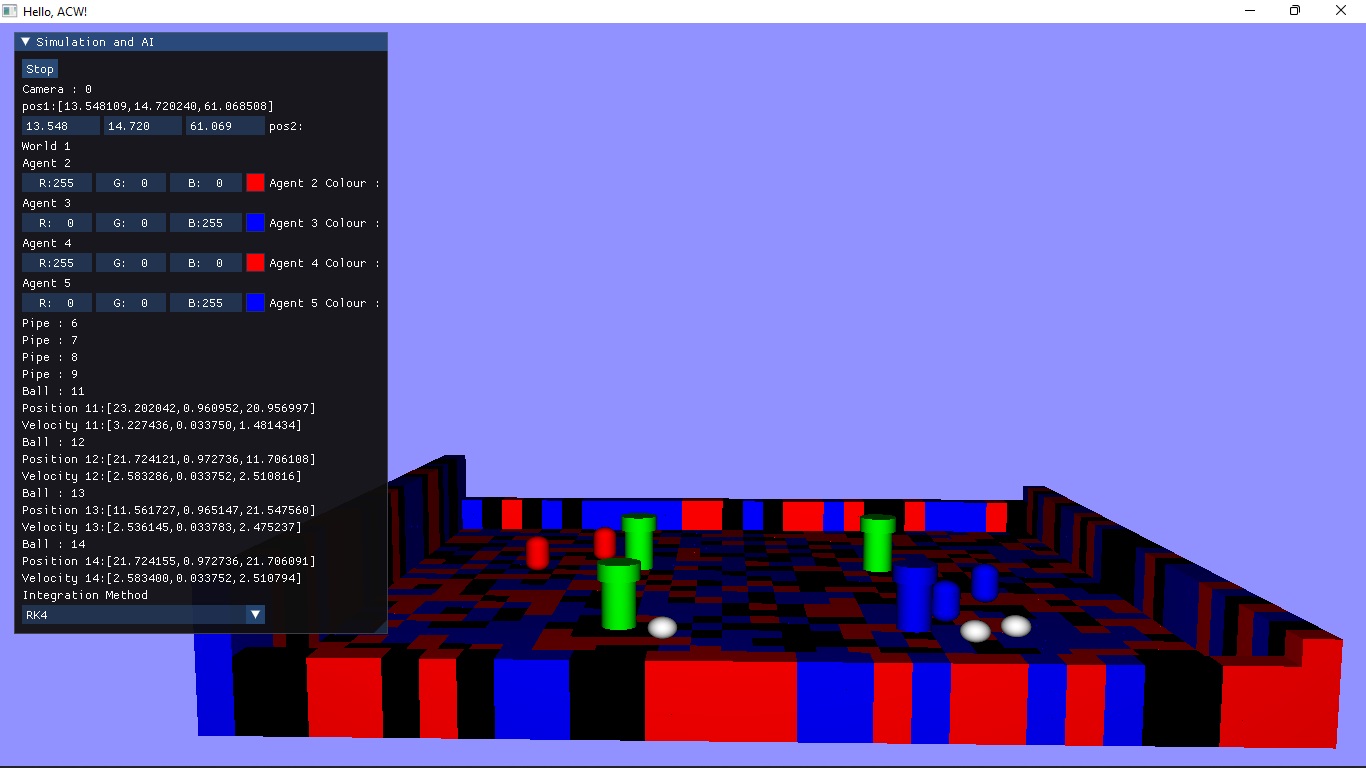 Hello, ACW!
Simulation and AI
Stop
Camera : 0
pos1:[13.548109,14.720240,61.068508]
13.548 14.720 61.069 pos2:
World 1
Agent 2
R:255 G: 0 B: 0 Agent 2 Colour :
Agent 3
R: 0 G: 0 B:255 Agent 3 Colour :
Agent 4
R:255 G: 0 B: 0 Agent 4 Colour :
Agent 5
R: 0 G: 0 B:255 Agent 5 Colour :
Pipe : 6
Pipe : 7
Pipe : 8
Pipe : 9
Ball : 11
Position 11:[23.202042,0.960952,20.956997]
Velocity 11:[3.227436,0.033750,1.481434]
Ball : 12
Position 12:[21.724121,0.972736,11.706108]
Velocity 12:[2.583286,0.033752,2.510816]
Ball : 13
Position 13:[11.561727,0.965147,21.547560]
Velocity 13:[2.536145,0.033783,2.475237]
Ball : 14
Position 14:[21.724155,0.972736,21.706091]
Velocity 14:[2.583400,0.033752,2.510794]
Integration Method
RK4